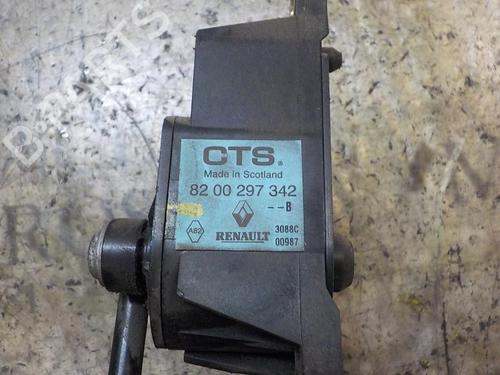 CTS®
Made in Scotland
82 00 297 342
--B
A82
RENAULT
3088C
00987